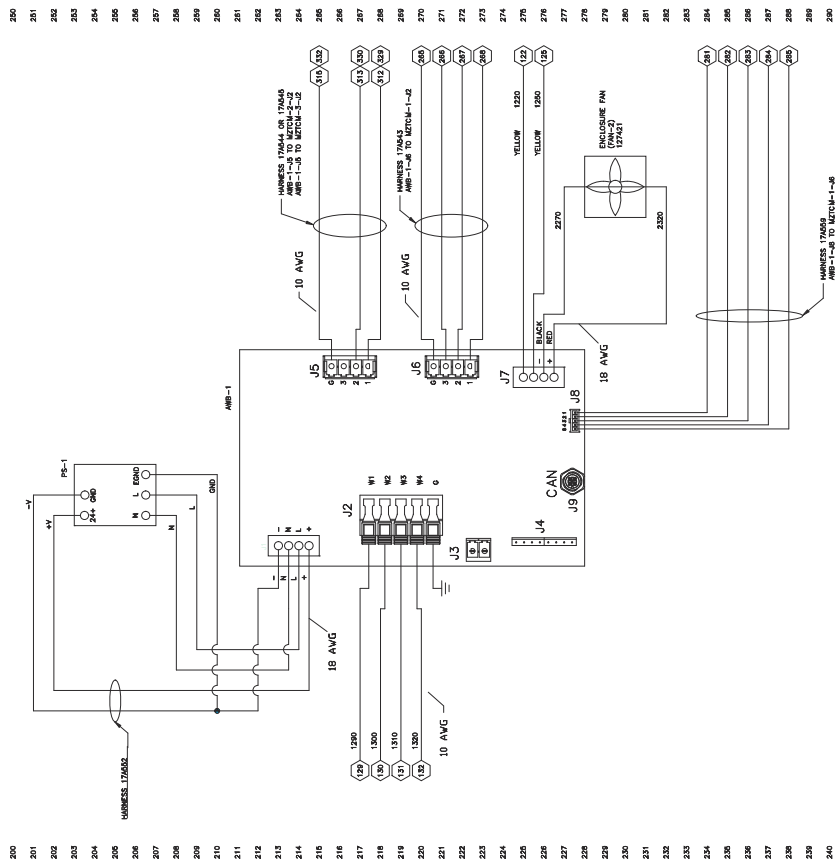 250 251 252 253 254 255 256 257 258 259 260 261 262 263 264 265 266 267 268 269 270 271 272 273 274 275 276 277 278 279 280 281 282 283 284 285 286 287 288 289 290
316 332
313 330
312 329
HARNESS 17A544 OR 17A545
AWB-1-J5 TO MZTCM-2-J2
AWB-1-J5 TO MZTCM-3-J2
10 AWG
265
266
267
268
HARNESS 17A543
AWB-1-J6 TO MZTCM-1-J2
10 AWG
122
125
YELLOW 1220
YELLOW 1250
ENCLOSURE FAN
(FAN-2)
127421
2270
2320
281
282
283
284
285
HARNESS 17A559
AWB-1-J8 TO MZTCM-1-J6
AWB-1
J5
G 3 2 1
J6
G 3 2 1
J7
BLACK
RED
- +
18 AWG
J8
CAN
J9
J4
J3
J2
W1
W2
W3
W4
G
PS-1
24+ GND
N L EGND
-V
+V
N
L
GND
- N L +
- N L +
18 AWG
HARNESS 17A552
129 1290
130 1300
131 1310
132 1320
10 AWG
200 201 202 203 204 205 206 207 208 209 210 211 212 213 214 215 216 217 218 219 220 221 222 223 224 225 226 227 228 229 230 231 232 233 234 235 236 237 238 239 240